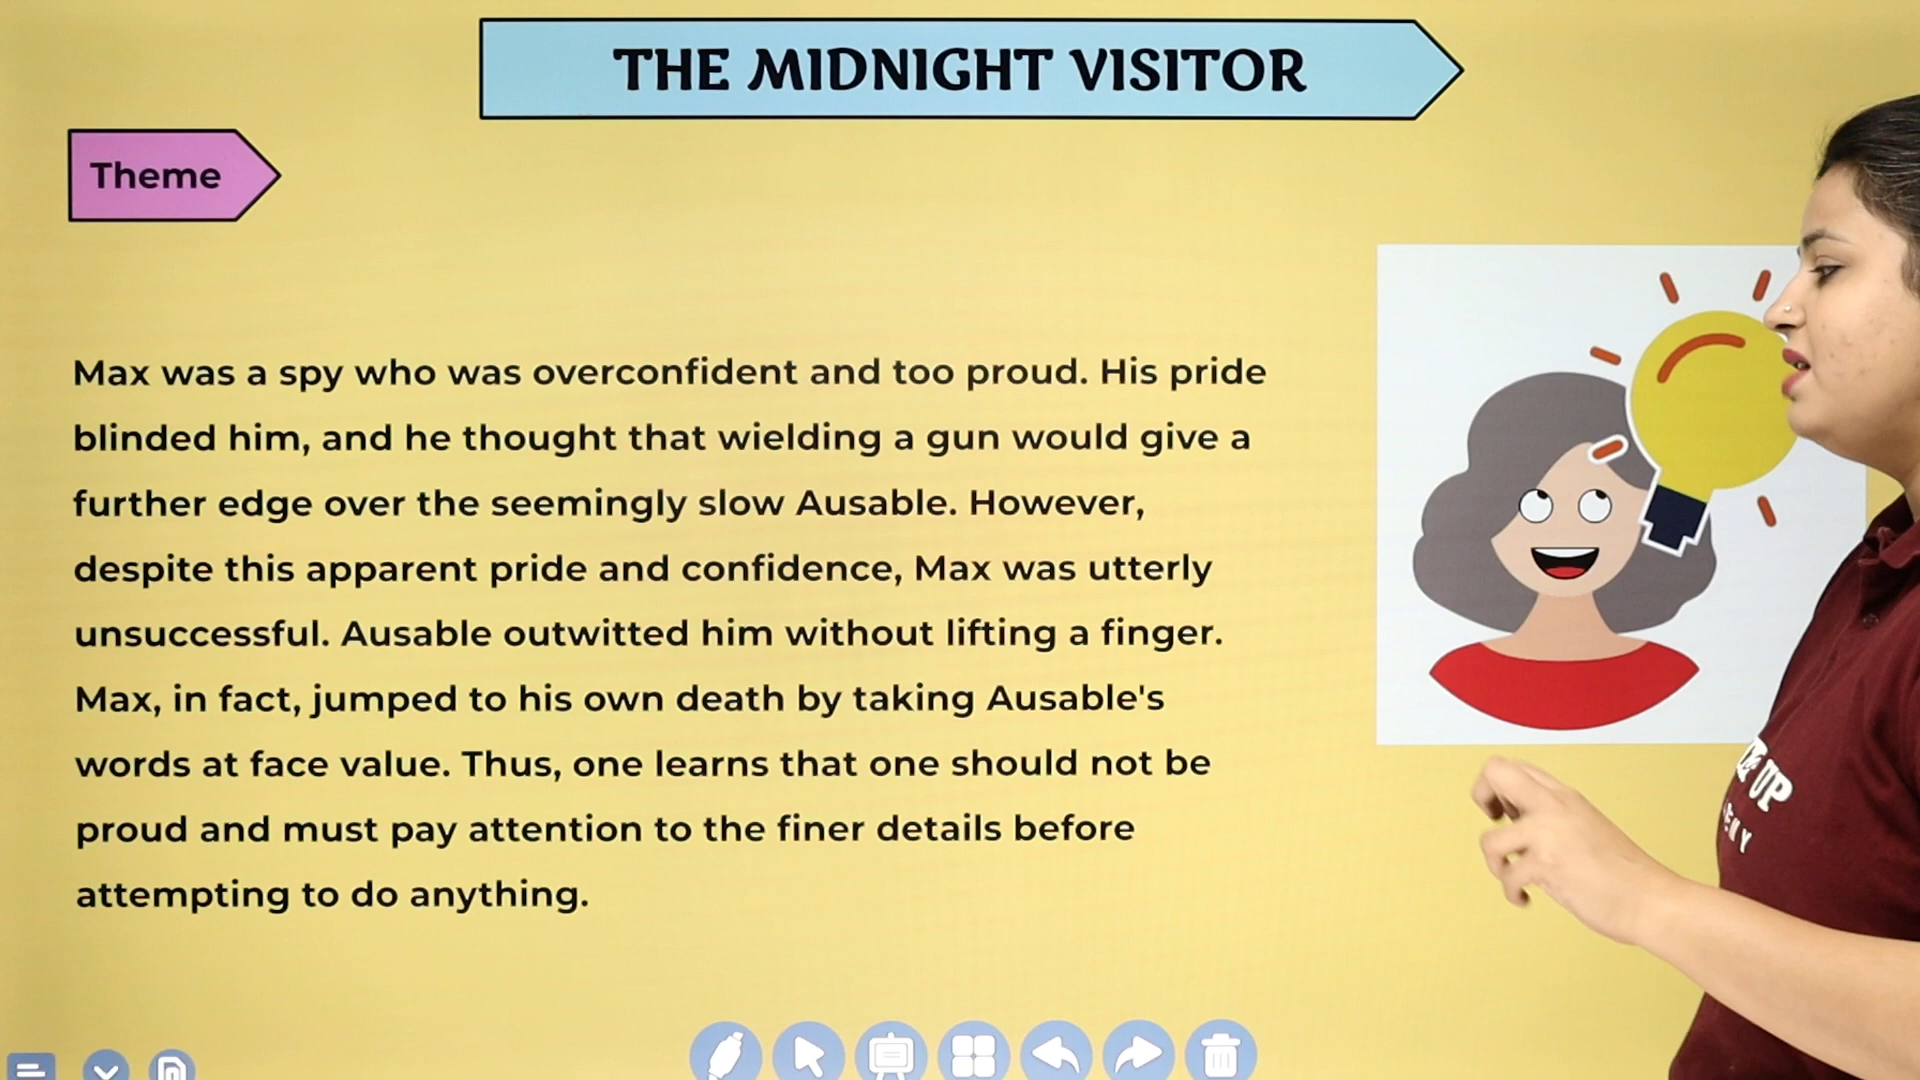 THE MIDNIGHT VISITOR
Theme
Max was a spy who was overconfident and too proud. His pride
blinded him, and he thought that wielding a gun would give a
further edge over the seemingly slow Ausable. However,
despite this apparent pride and confidence, Max was utterly
unsuccessful. Ausable outwitted him without lifting a finger.
Max, in fact, jumped to his own death by taking Ausable's
words at face value. Thus, one learns that one should not be
proud and must pay attention to the finer details before
attempting to do anything.
UP